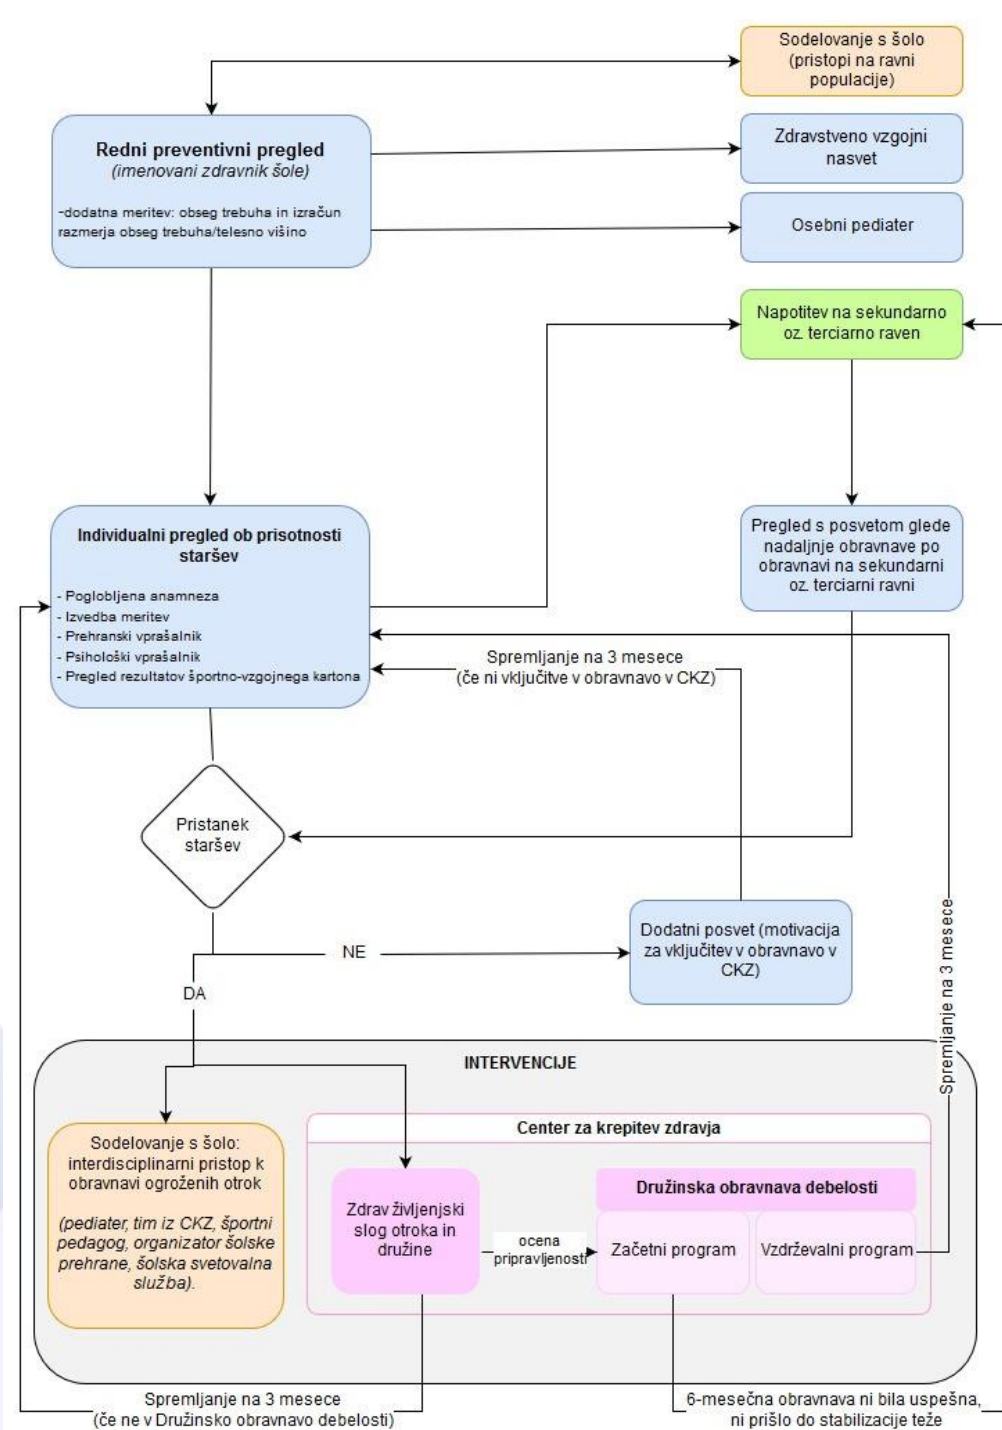 Sodelovanje s šolo
(pristopi na ravni
populacije)
Redni preventivni pregled
(imenovani zdravnik šole)
-dodatna meritev: obseg trebuha in izračun
razmerja obseg trebuha/telesno višino
Zdravstveno vzgojni
nasvet
Osebni pediater
Napotitev na sekundarno
oz. terciarno raven
Individualni pregled ob prisotnosti
staršev
- Poglobljena anamneza
- Izvedba meritev
- Prehranski vprašalnik
- Psihološki vprašalnik
- Pregled rezultatov športno-vzgojnega kartona
Pregled s posvetom glede
nadaljnje obravnave po
obravnavi na sekundarni
oz. terciarni ravni
Spremljanje na 3 mesece
(če ni vključitve v obravnavo v CKZ)
Pristanek
staršev
NE
Dodatni posvet (motivacija
za vključitev v obravnavo v
CKZ)
DA
Spremljanje na 3 mesece
INTERVENCIJE
Sodelovanje s šolo:
interdisciplinarni pristop k
obravnavi ogroženih otrok
(pediater, tim iz CKZ, športni
pedagog, organizator šolske
prehrane, šolska svetovalna
služba).
Center za krepitev zdravja
Zdrav življenjski
slog otroka in
družine
ocena
pripravljenosti
Družinska obravnava debelosti
Začetni program
Vzdrževalni program
Spremljanje na 3 mesece
(če ne v Družinsko obravnavo debelosti)
6-mesečna obravnava ni bila uspešna,
ni prišlo do stabilizacije teže